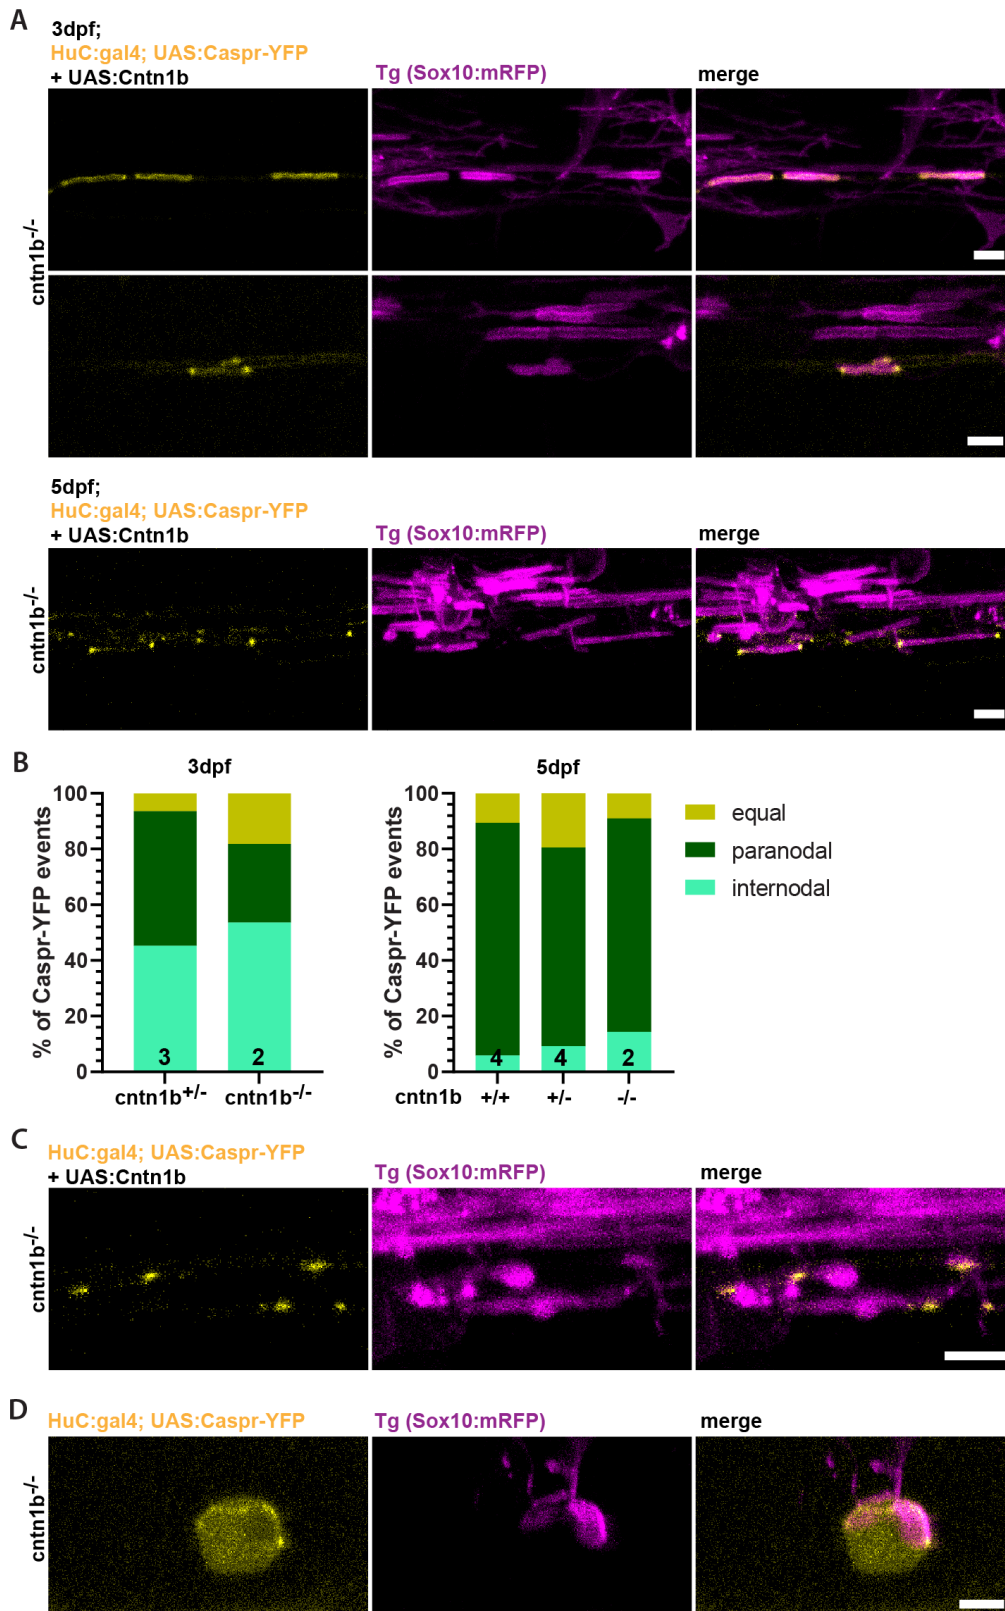 A
3dpf;
HuC:gal4; UAS:Caspr-YFP
+ UAS:Cntn1b
Tg (Sox10:mRFP)
merge
cntn1b-/-
5dpf;
HuC:gal4; UAS:Caspr-YFP
+ UAS:Cntn1b
Tg (Sox10:mRFP)
merge
cntn1b-/-
B
3dpf
% of Caspr-YFP events
100
80
60
40
20
0
3
2
cntn1b+/-
cntn1b-/-
5dpf
% of Caspr-YFP events
100
80
60
40
20
0
4
4
2
cntn1b
+/+
+/-
-/-
equal
paranodal
internodal
C
HuC:gal4; UAS:Caspr-YFP
+ UAS:Cntn1b
Tg (Sox10:mRFP)
merge
cntn1b-/-
D
HuC:gal4; UAS:Caspr-YFP
Tg (Sox10:mRFP)
merge
cntn1b-/-